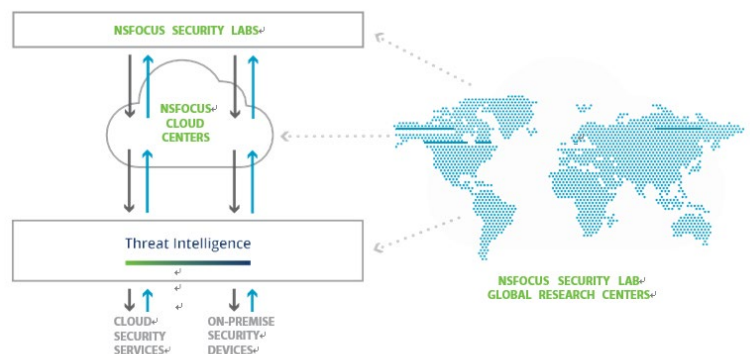 NSFOCUS SECURITY LABS
NSFOCUS
CLOUD
CENTERS
Threat Intelligence
CLOUD
SECURITY
SERVICES
ON-PREMISE
SECURITY
DEVICES
NSFOCUS SECURITY LAB
GLOBAL RESEARCH CENTERS